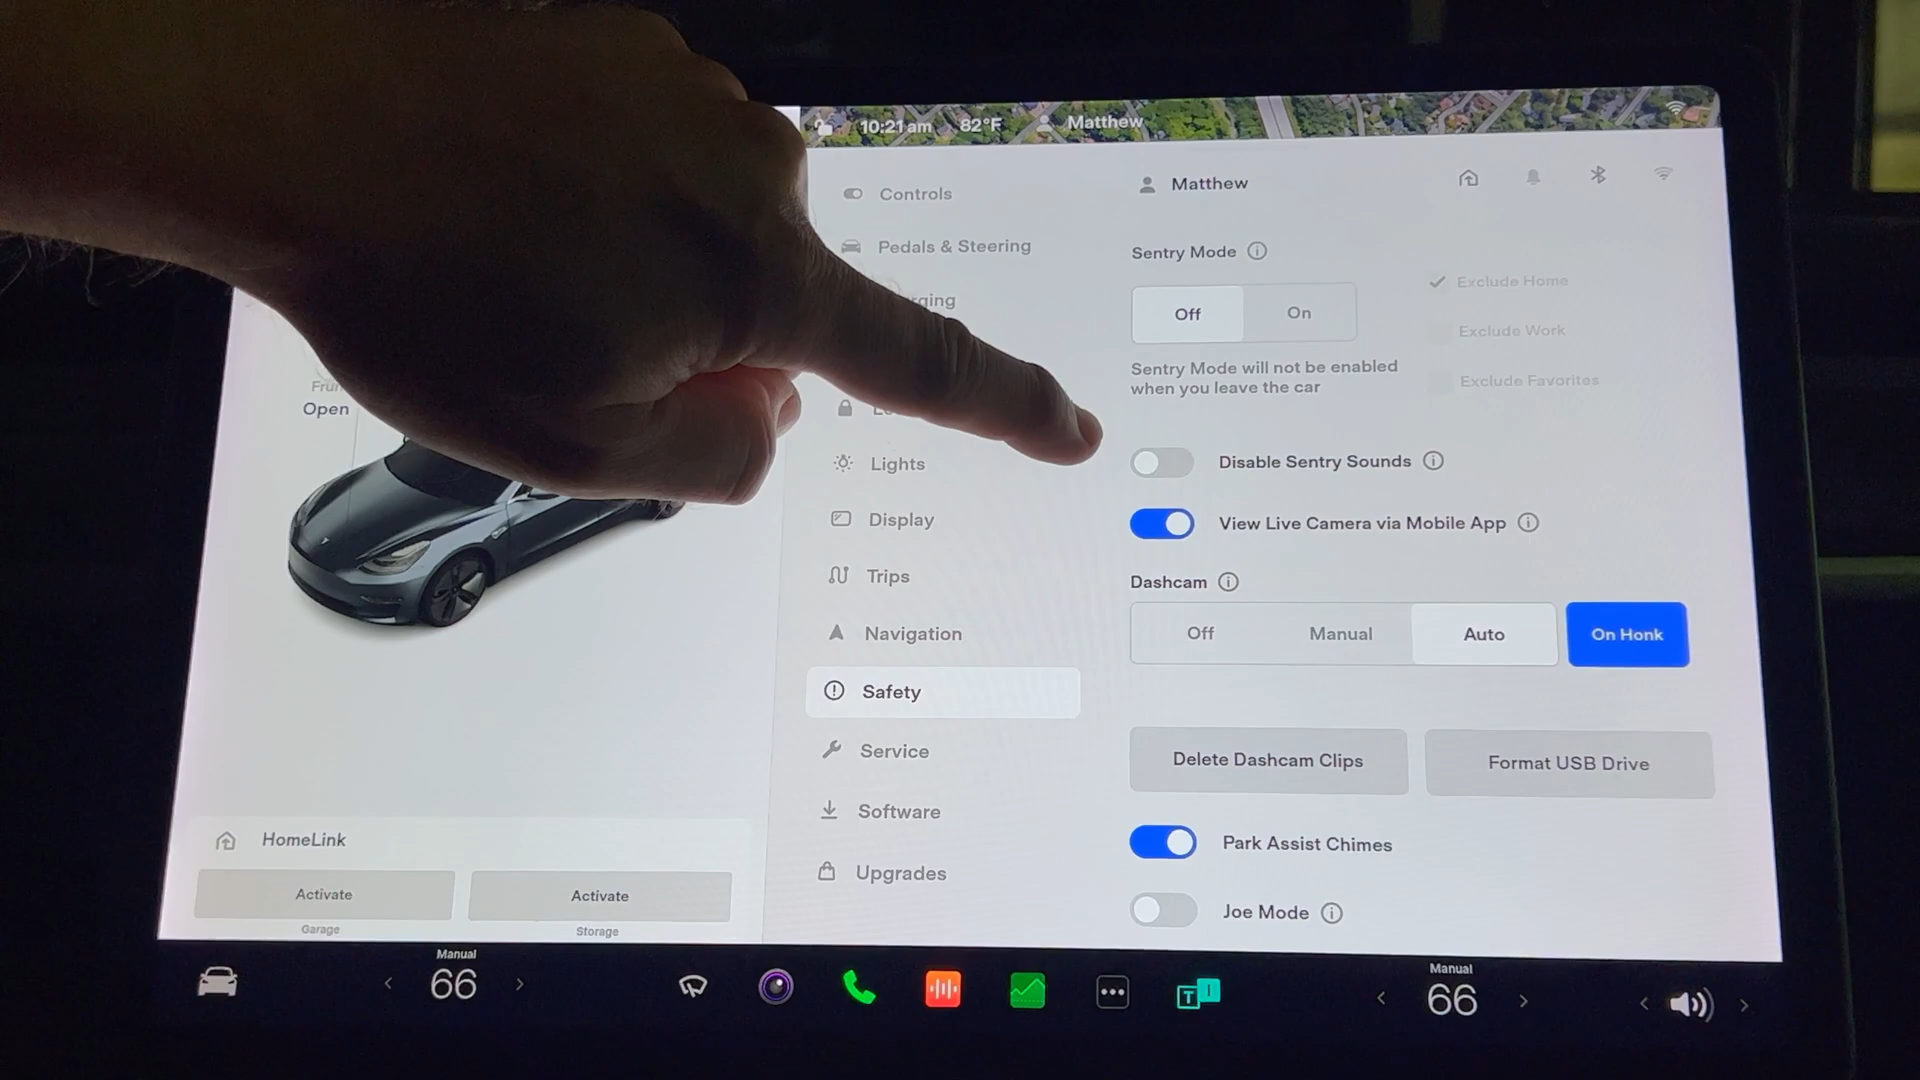 10:21 am 82°F Matthew
Controls
Pedals & Steering
Lights
Display
Trips
Navigation
Safety
Service
Software
Upgrades
Matthew
Sentry Mode
Off On
Exclude Home
Exclude Work
Exclude Favorites
Sentry Mode will not be enabled
when you leave the car
Disable Sentry Sounds
View Live Camera via Mobile App
Dashcam
Off Manual Auto On Honk
Delete Dashcam Clips Format USB Drive
Park Assist Chimes
Joe Mode
Open
HomeLink
Activate Activate
Garage Storage
Manual
66
T I
Manual
66